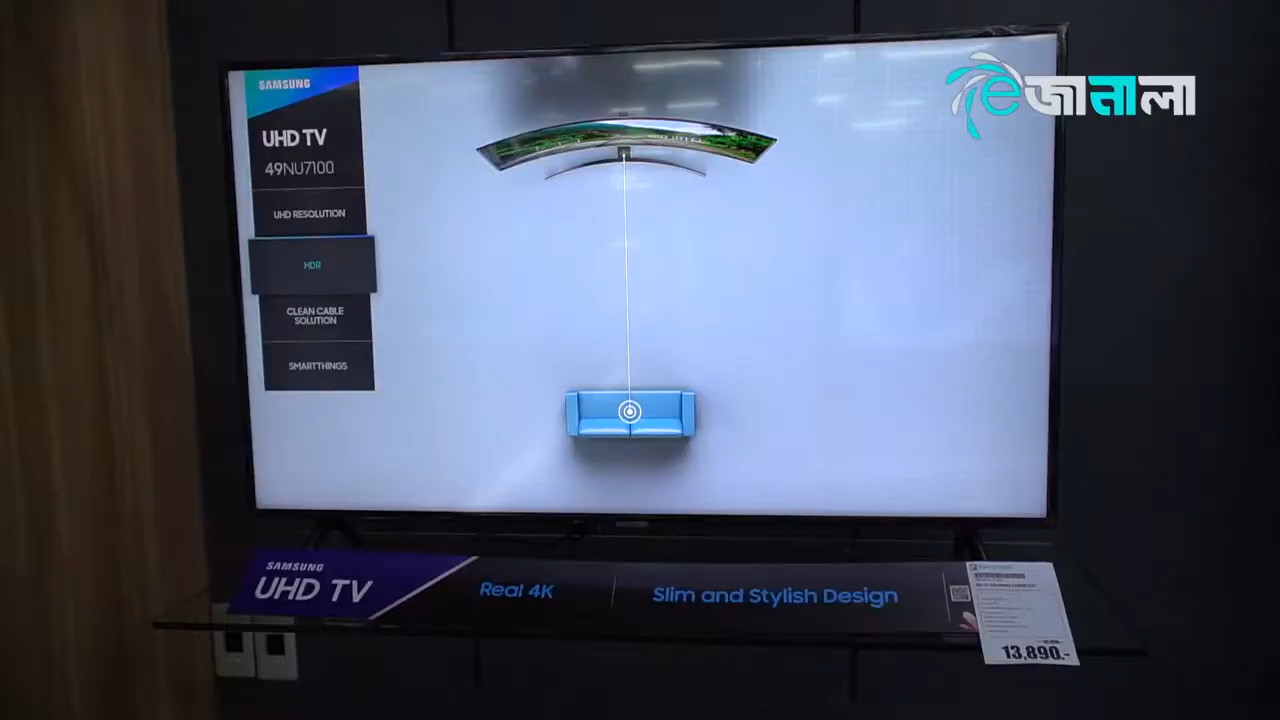 eজানালা
SAMSUNG
UHD TV
49NU7100
UHD RESOLUTION
HDR
CLEAN CABLE
SOLUTION
SMARTTHINGS
SAMSUNG
UHD TV
Real 4K
Slim and Stylish Design
13,890.-